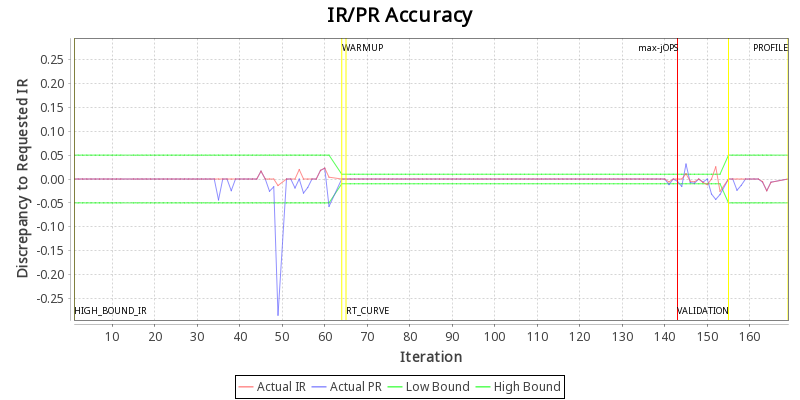 IR/PR Accuracy
Discrepancy to Requested IR
0.25
0.20
0.15
0.10
0.05
0.00
-0.05
-0.10
-0.15
-0.20
-0.25
WARMUP
max-jOPS
PROFILE
HIGH_BOUND_IR
RT_CURVE
VALIDATION
10 20 30 40 50 60 70 80 90 100 110 120 130 140 150 160
Iteration
Actual IR Actual PR Low Bound High Bound